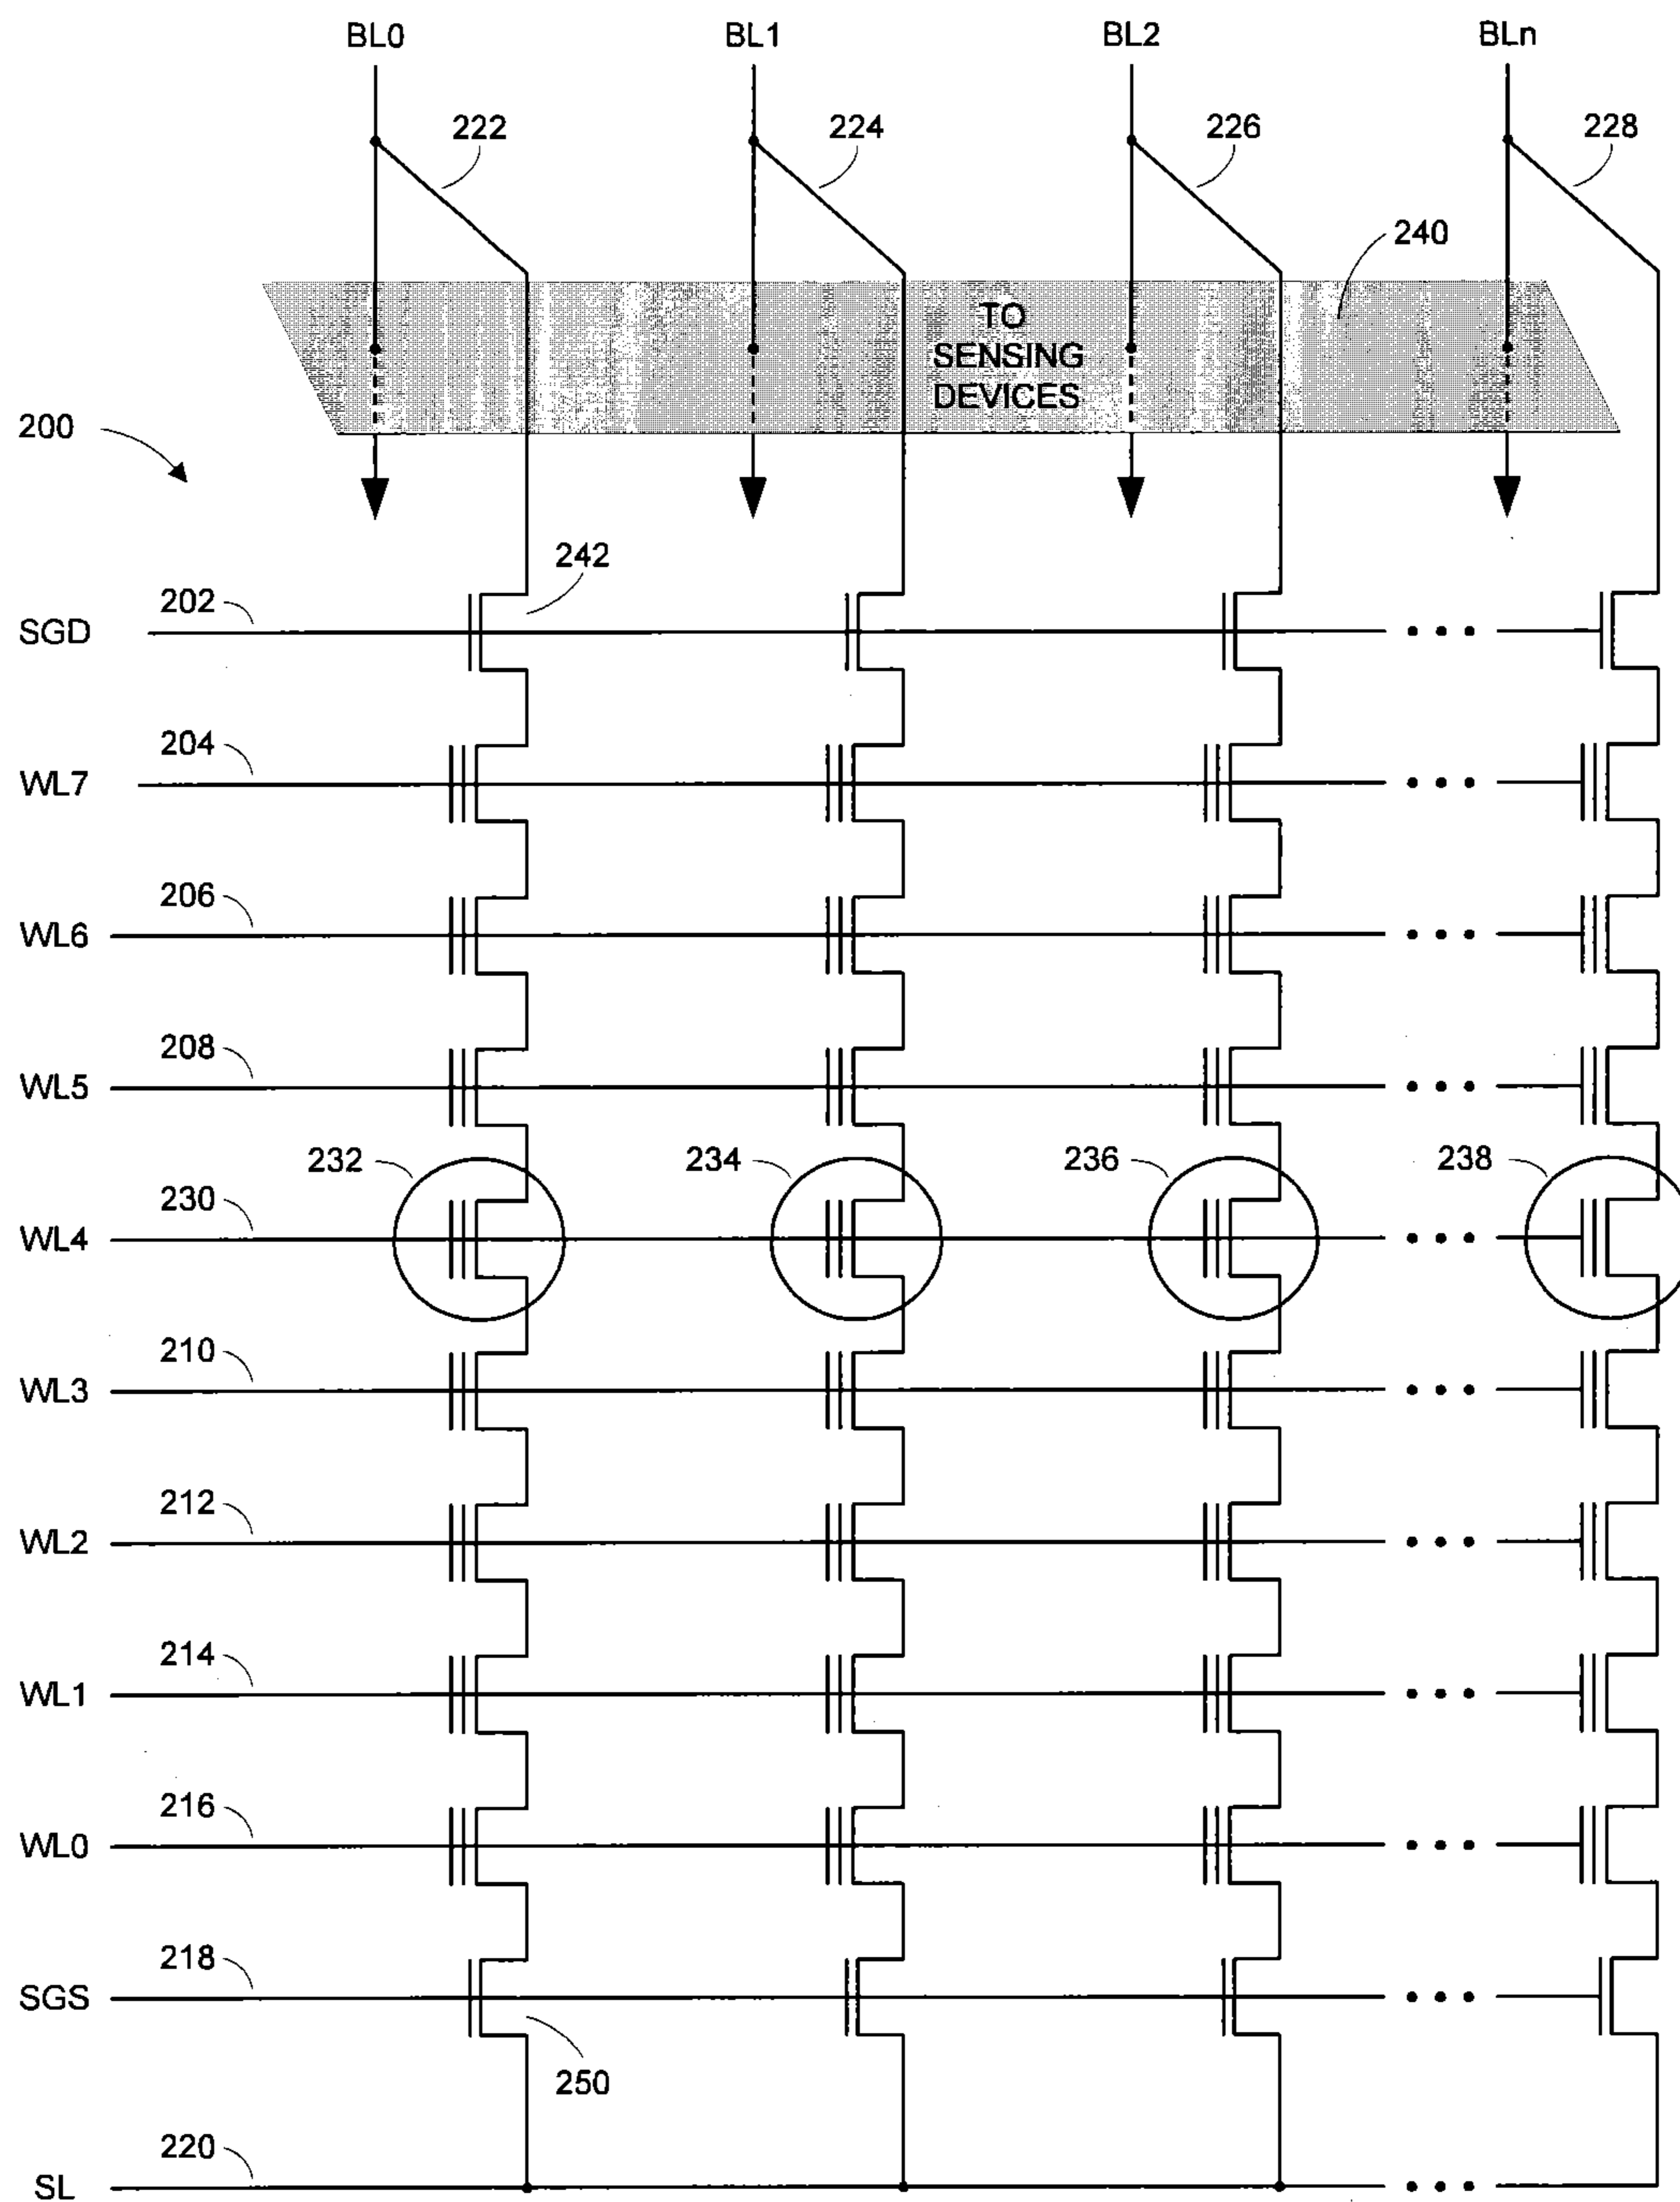 BL0 BL1 BL2 BLn
222 224 226 228
240
TO
SENSING
DEVICES
200
242
202
SGD
204
WL7
206
WL6
208
WL5
232 234 236 238
230
WL4
210
WL3
212
WL2
214
WL1
216
WL0
218
SGS
250
220
SL